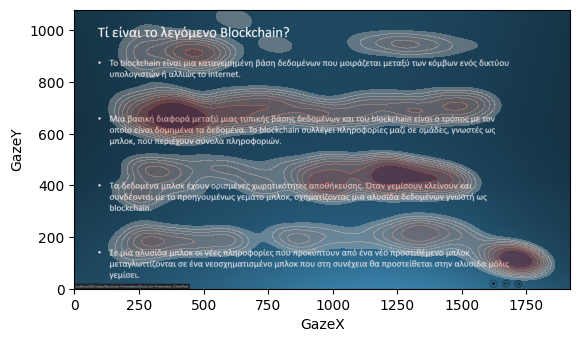 Τί είναι το λεγόμενο Blockchain?
• Το blockchain είναι μια κατανεμημένη βάση δεδομένων που μοιράζεται μεταξύ των κόμβων ενός δικτύου
υπολογιστών ή αλλιώς το internet.
• Μια βασική διαφορά μεταξύ μιας τυπικής βάσης δεδομένων και του blockchain είναι ο τρόπος με τον
οποίο είναι δομημένα τα δεδομένα. Το blockchain συλλέγει πληροφορίες μαζί σε ομάδες, γνωστές ως
μπλοκ, που περιέχουν σύνολα πληροφοριών.
• Τα δεδομένα μπλοκ έχουν ορισμένες χωρητικότητες αποθήκευσης. Όταν γεμίσουν κλείνουν και
συνδέονται με το προηγουμένως γεμάτο μπλοκ, σχηματίζοντας μια αλυσίδα δεδομένων γνωστή ως
blockchain.
• Σε μια αλυσίδα μπλοκ οι νέες πληροφορίες που προκύπτουν από ένα νέο προστιθέμενο μπλοκ
μεταγλωττίζονται σε ένα νεοσχηματισμένο μπλοκ που στη συνέχεια θα προστείθεται στην αλυσίδα μόλις
γεμίσει.
GazeY
1000
800
600
400
200
0
0 250 500 750 1000 1250 1500 1750
GazeX